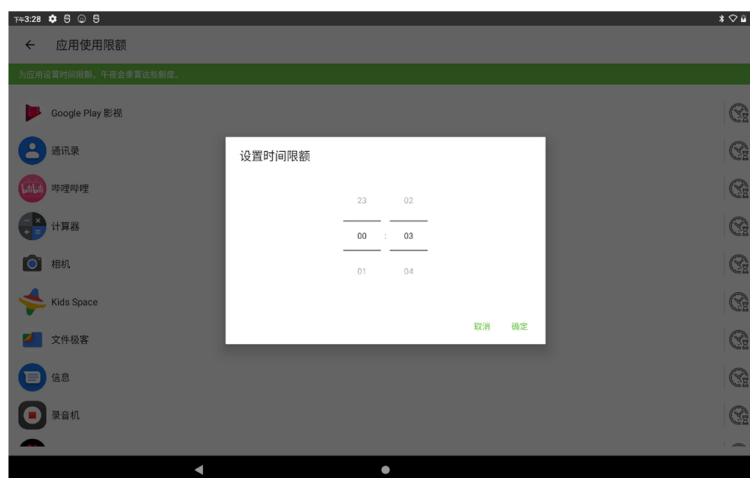 下午3:28
应用使用限额
为应用设置时间限额。午夜会重置这些额度。
Google Play 影视
通讯录
哔哩哔哩
计算器
相机
Kids Space
文件极客
信息
录音机
设置时间限额
23 02
00 : 03
01 04
取消 确定